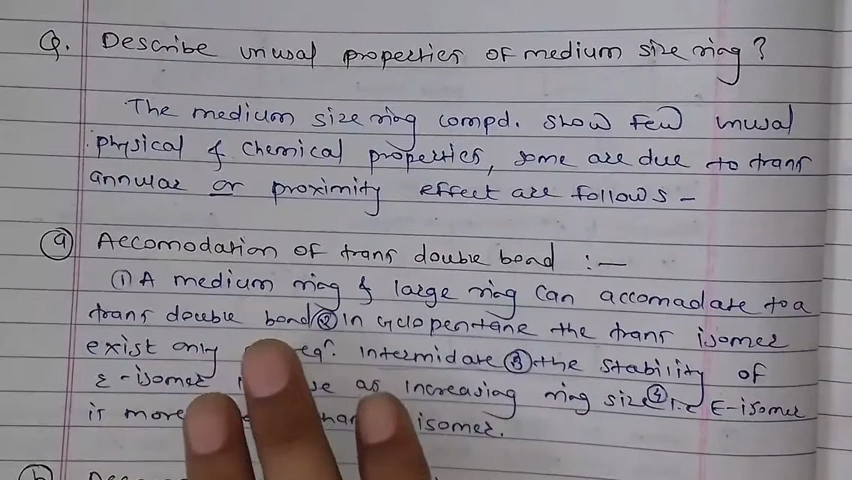 Q. Describe unusal properties of medium size ring?
The medium size ring compd. show few unusal
physical & chemical properties, some are due to trans
annular or proximity effect are follows -
(a) Accomodation of trans double bond :—
(1) A medium ring & large ring can accomadate to a
trans double bond (2) In cyclopentane the trans isomer
exist only eqⁿ. intermidate (3) the stability of
E-isomer as increasing ring size (4) i.e E-isomer
is more isomer.
(b)